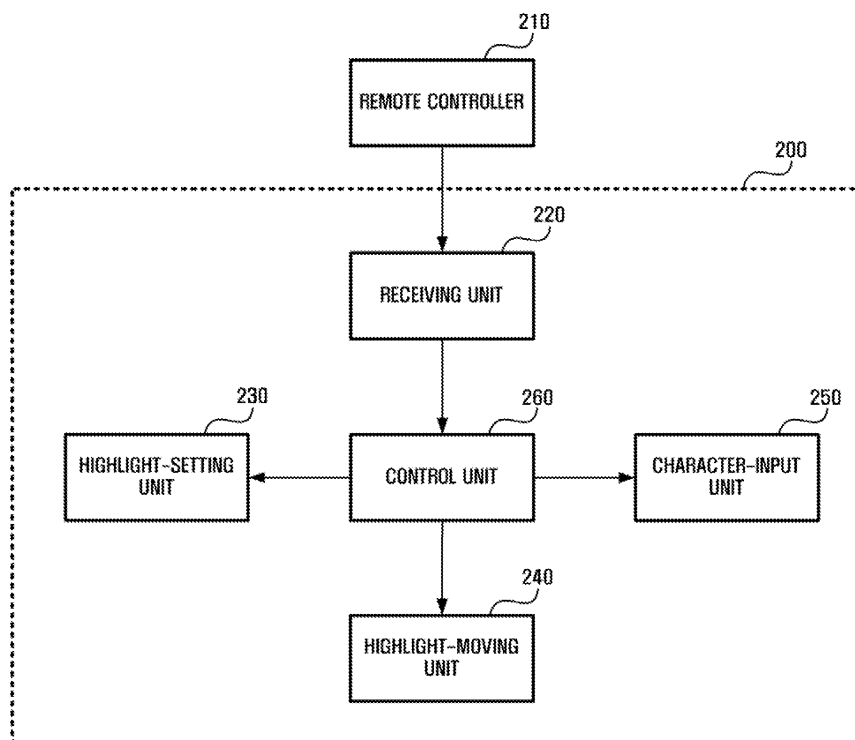 210
REMOTE CONTROLLER
200
220
RECEIVING UNIT
230
260
250
HIGHLIGHT-SETTING
UNIT
CONTROL UNIT
CHARACTER-INPUT
UNIT
240
HIGHLIGHT-MOVING
UNIT